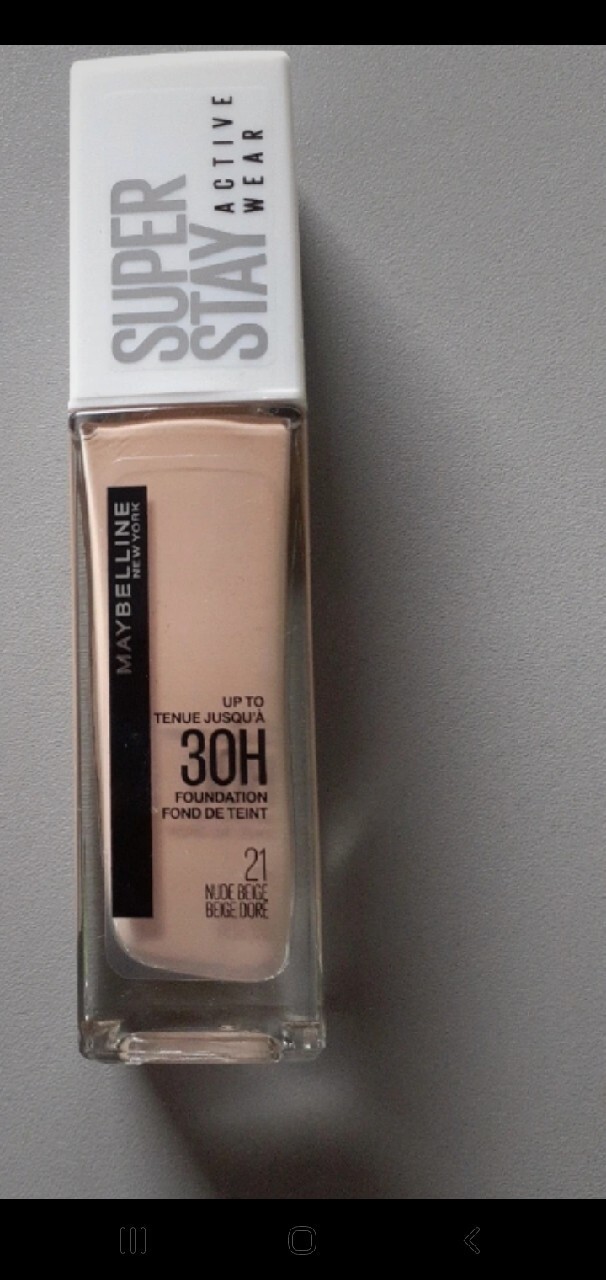 SUPER
STAY
ACTIVE
WEAR
MAYBELLINE
NEW YORK
UP TO
TENUE JUSQU'À
30H
FOUNDATION
FOND DE TEINT
21
NUDE BEIGE
BEIGE DORÉ